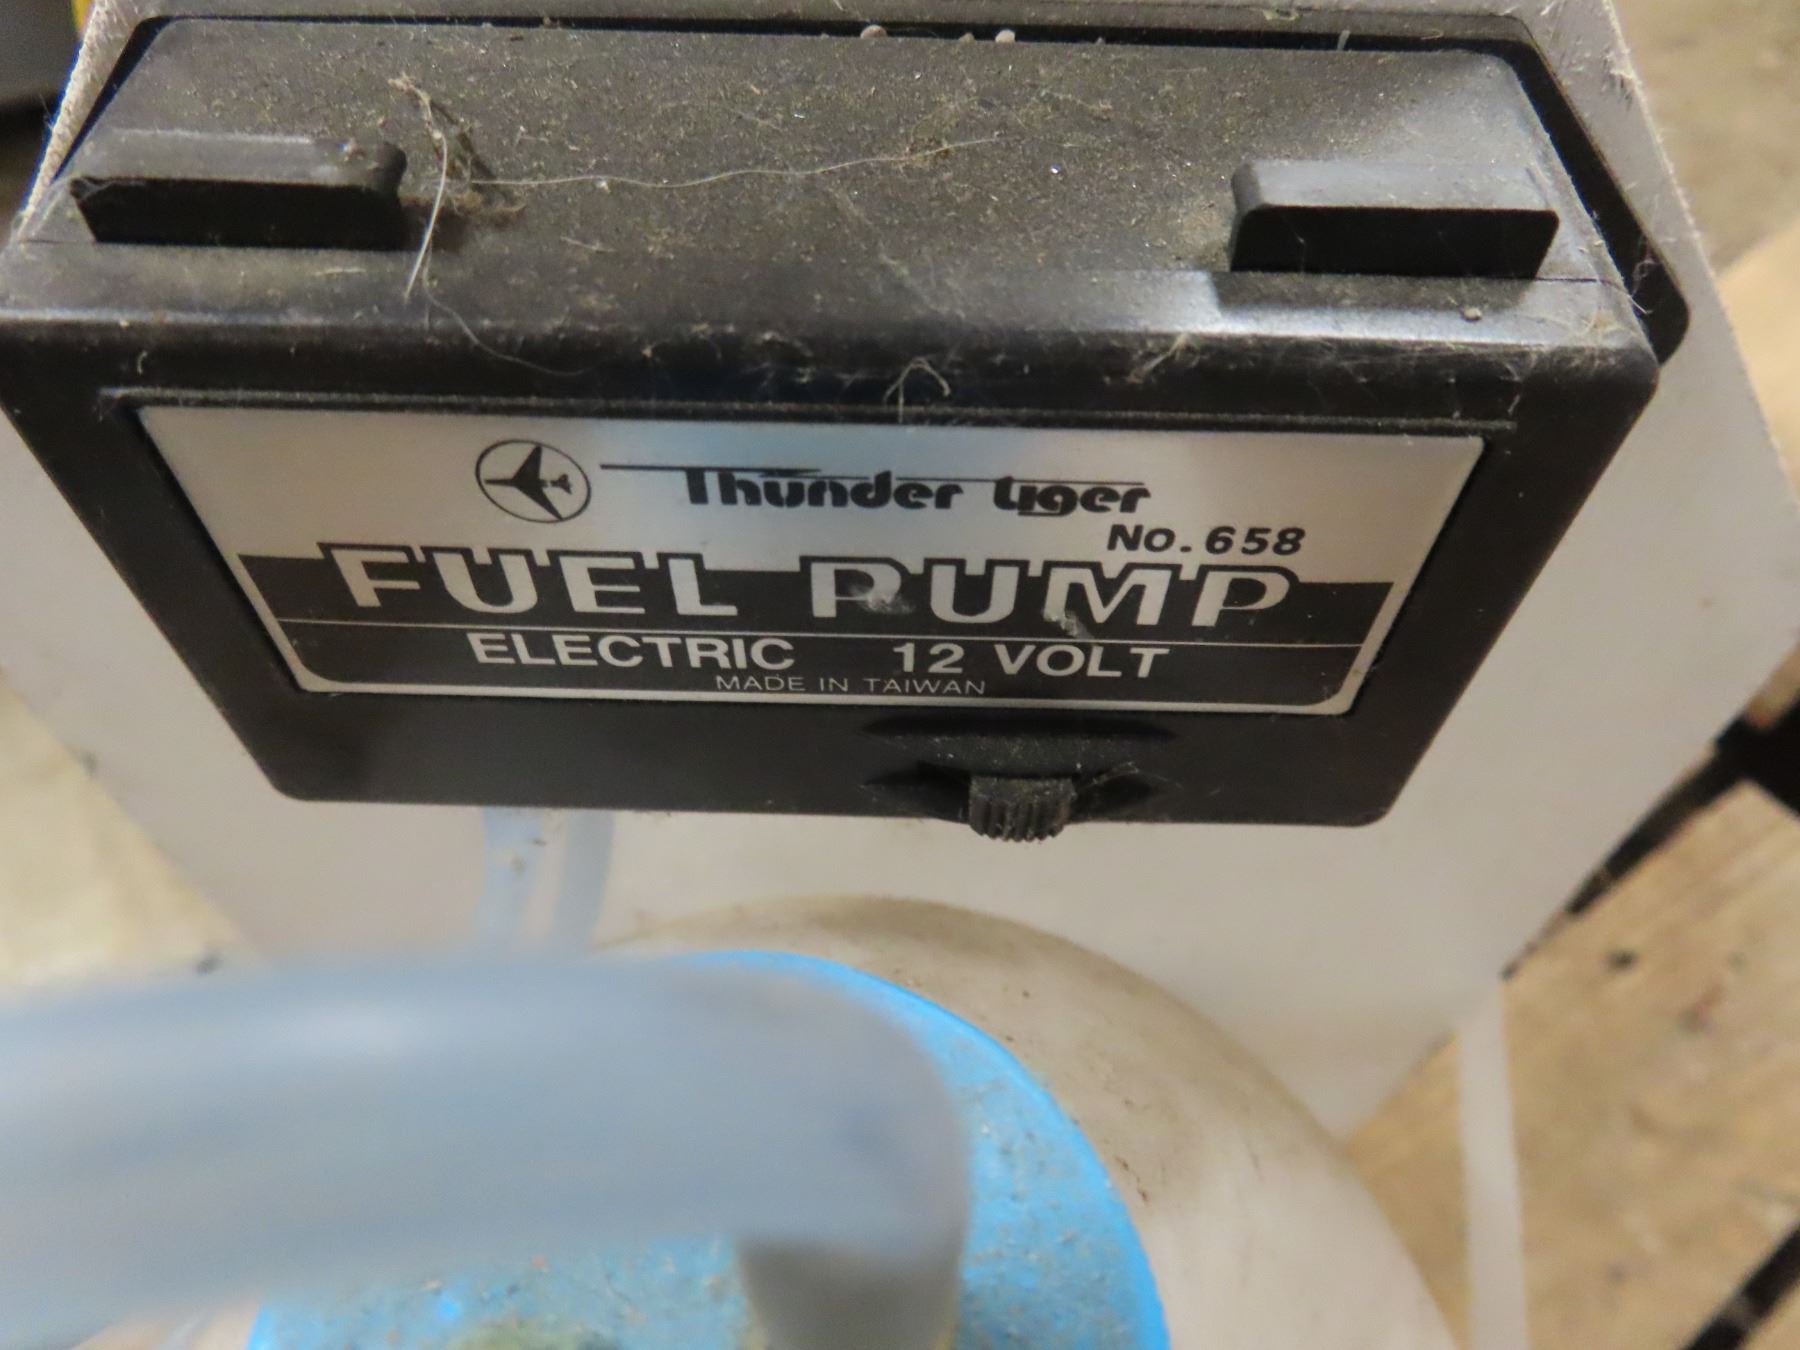 Thunder tiger
No. 658
FUEL PUMP
ELECTRIC 12 VOLT
MADE IN TAIWAN